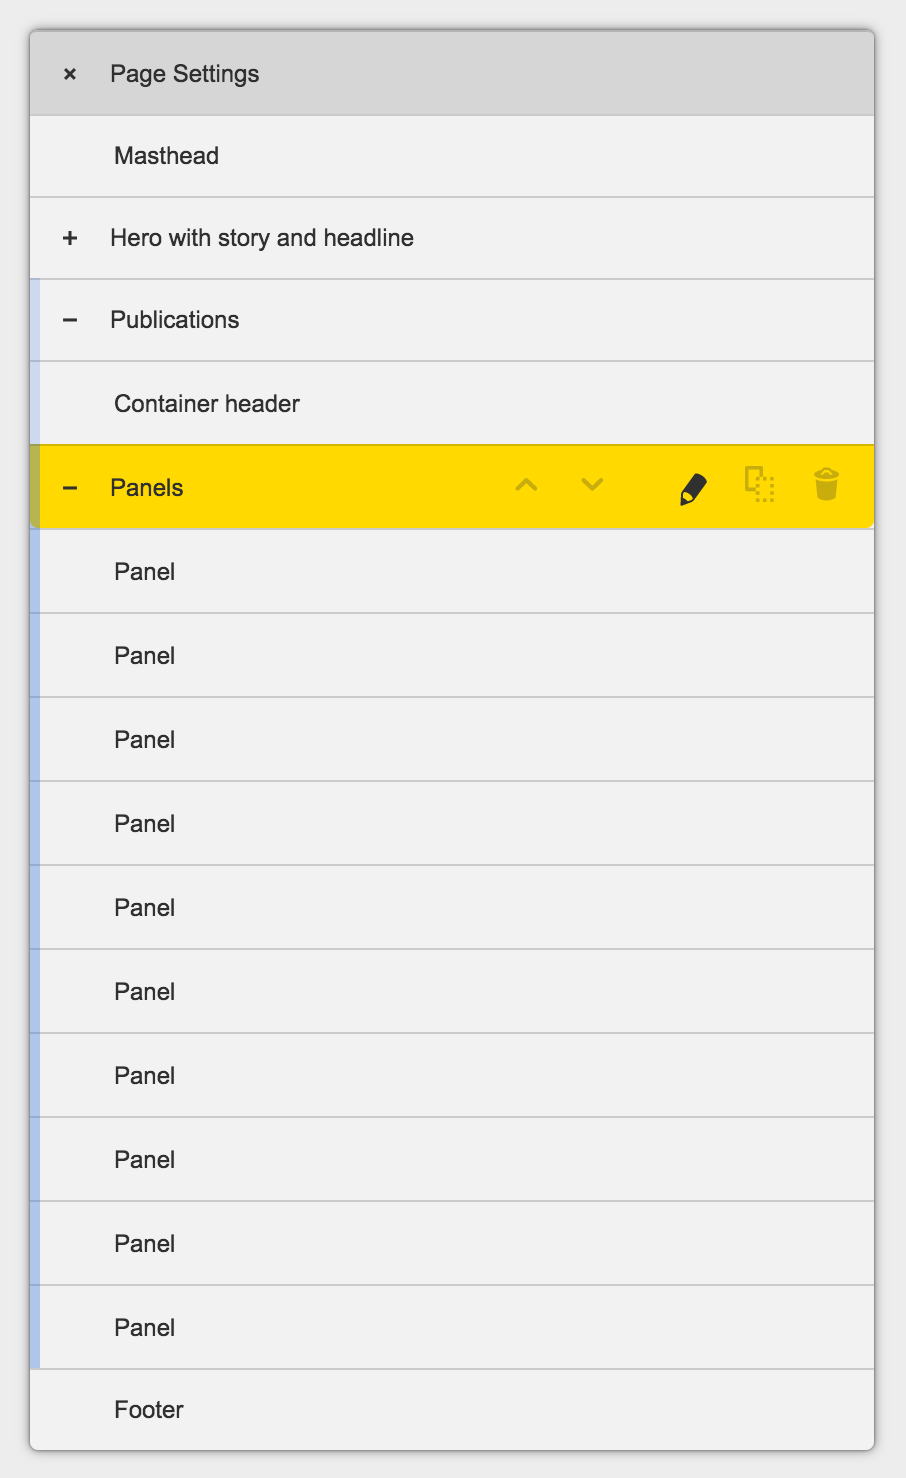 Page Settings
Masthead
Hero with story and headline
Publications
Container header
Panels
Panel
Panel
Panel
Panel
Panel
Panel
Panel
Panel
Panel
Panel
Footer